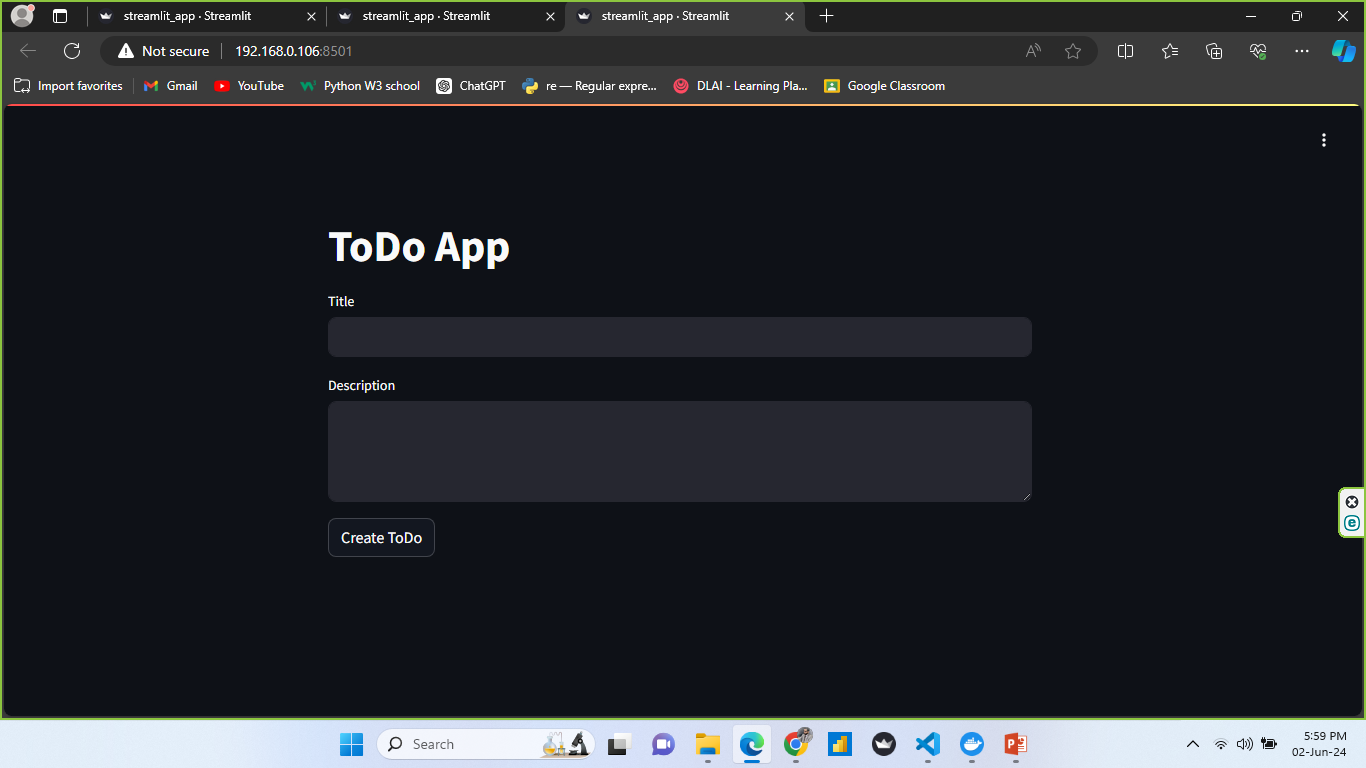 streamlit_app · Streamlit
streamlit_app · Streamlit
streamlit_app · Streamlit
Not secure
192.168.0.106:8501
Import favorites
Gmail
YouTube
Python W3 school
ChatGPT
re — Regular expre...
DLAI - Learning Pla...
Google Classroom
ToDo App
Title
Description
Create ToDo
Search
5:59 PM
02-Jun-24